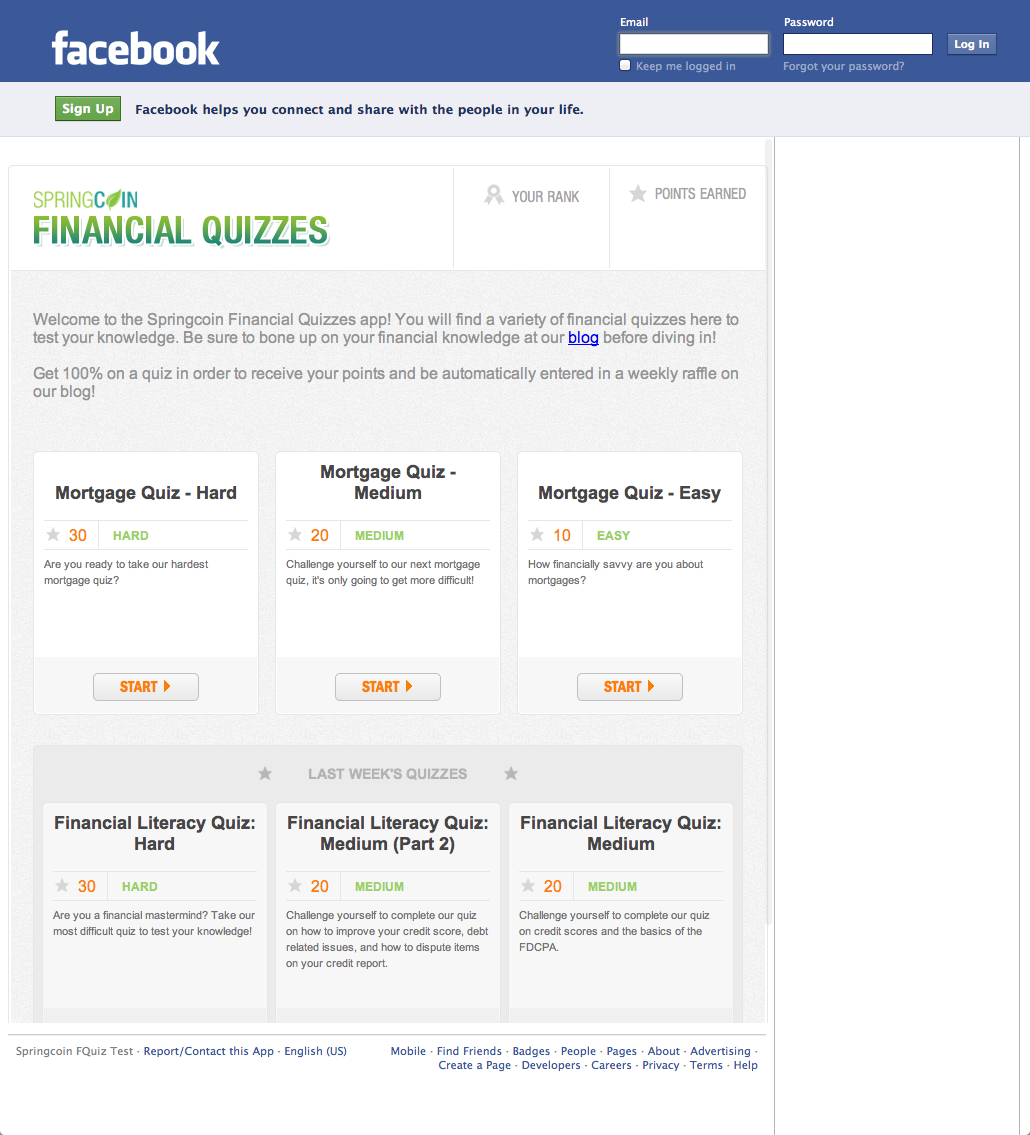 facebook
Email
Password
Log In
Keep me logged in
Forgot your password?
Sign Up
Facebook helps you connect and share with the people in your life.
SPRINGCOIN
FINANCIAL QUIZZES
YOUR RANK
POINTS EARNED
Welcome to the Springcoin Financial Quizzes app! You will find a variety of financial quizzes here to
test your knowledge. Be sure to bone up on your financial knowledge at our blog before diving in!
Get 100% on a quiz in order to receive your points and be automatically entered in a weekly raffle on
our blog!
Mortgage Quiz - Hard
30 HARD
Are you ready to take our hardest
mortgage quiz?
START
Mortgage Quiz -
Medium
20 MEDIUM
Challenge yourself to our next mortgage
quiz, it's only going to get more difficult!
START
Mortgage Quiz - Easy
10 EASY
How financially savvy are you about
mortgages?
START
LAST WEEK'S QUIZZES
Financial Literacy Quiz:
Hard
30 HARD
Are you a financial mastermind? Take our
most difficult quiz to test your knowledge!
Financial Literacy Quiz:
Medium (Part 2)
20 MEDIUM
Challenge yourself to complete our quiz
on how to improve your credit score, debt
related issues, and how to dispute items
on your credit report.
Financial Literacy Quiz:
Medium
20 MEDIUM
Challenge yourself to complete our quiz
on credit scores and the basics of the
FDCPA.
Springcoin FQuiz Test · Report/Contact this App · English (US)
Mobile · Find Friends · Badges · People · Pages · About · Advertising ·
Create a Page · Developers · Careers · Privacy · Terms · Help